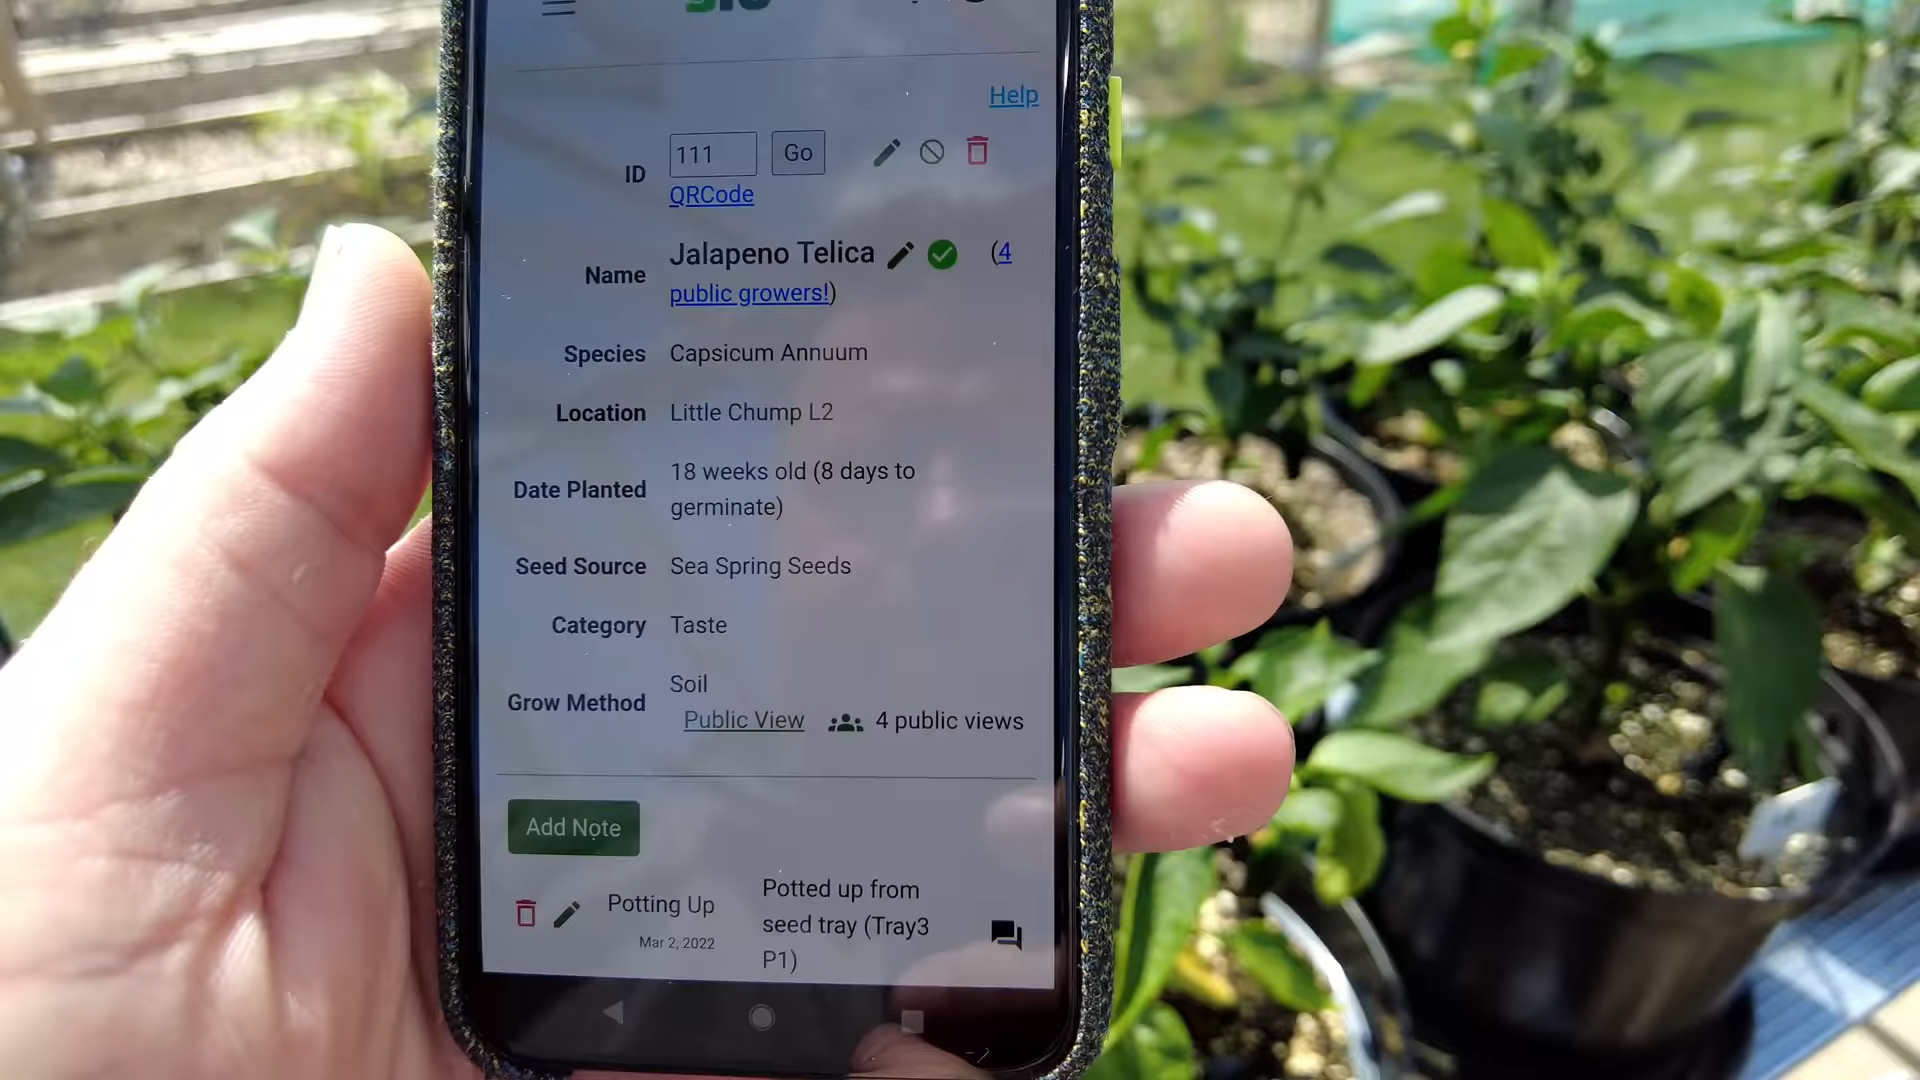 Help
ID 111 Go
QRCode
Jalapeno Telica (4
Name
public growers!)
Species Capsicum Annuum
Location Little Chump L2
18 weeks old (8 days to
Date Planted
germinate)
Seed Source Sea Spring Seeds
Category Taste
Soil
Grow Method
Public View 4 public views
Add Note
Potted up from
Potting Up
seed tray (Tray3
Mar 2, 2022
P1)